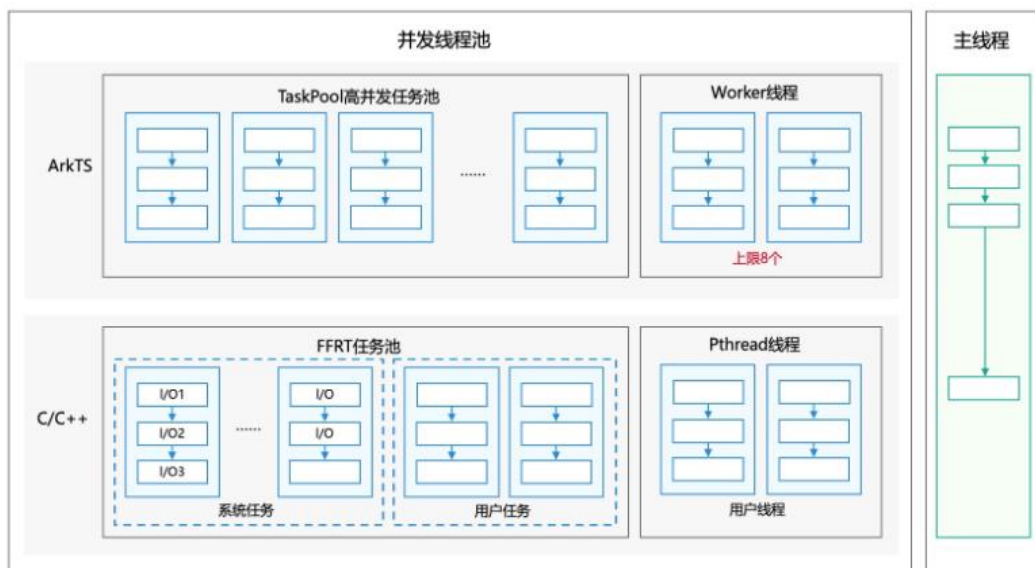 并发线程池
主线程
TaskPool高并发任务池
Worker线程
ArkTS
......
上限8个
FFRT任务池
Pthread线程
C/C++
I/O1
I/O2
I/O3
......
I/O
I/O
系统任务
用户任务
用户线程